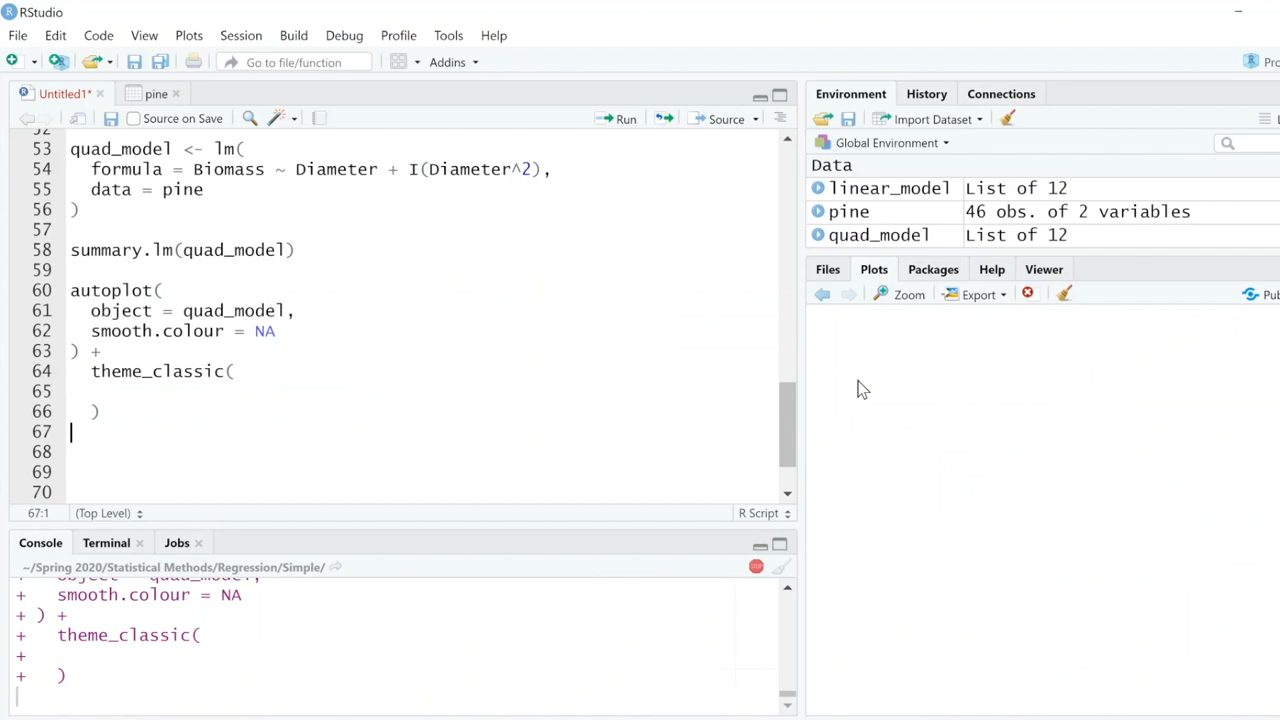 RStudio
File Edit Code View Plots Session Build Debug Profile Tools Help
Go to file/function Addins
Untitled1* pine
Source on Save Run Source
53 quad_model <- lm(
54 formula = Biomass ~ Diameter + I(Diameter^2),
55 data = pine
56 )
57
58 summary.lm(quad_model)
59
60 autoplot(
61 object = quad_model,
62 smooth.colour = NA
63 ) +
64 theme_classic(
65
66 )
67
68
69
70
67:1 (Top Level) R Script
Console Terminal Jobs
~/Spring 2020/Statistical Methods/Regression/Simple/
+ object = quad_model,
+ smooth.colour = NA
+ ) +
+ theme_classic(
+
+ )
Environment History Connections
Import Dataset
Global Environment
Data
linear_model List of 12
pine 46 obs. of 2 variables
quad_model List of 12
Files Plots Packages Help Viewer
Zoom Export